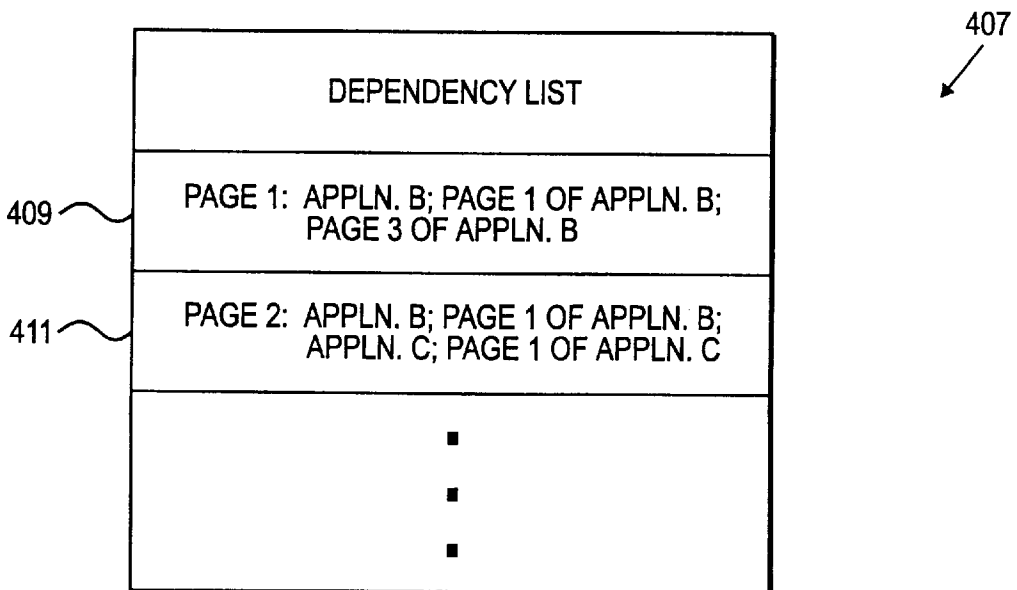 407
DEPENDENCY LIST
409
PAGE 1: APPLN. B; PAGE 1 OF APPLN. B;
PAGE 3 OF APPLN. B
411
PAGE 2: APPLN. B; PAGE 1 OF APPLN. B;
APPLN. C; PAGE 1 OF APPLN. C